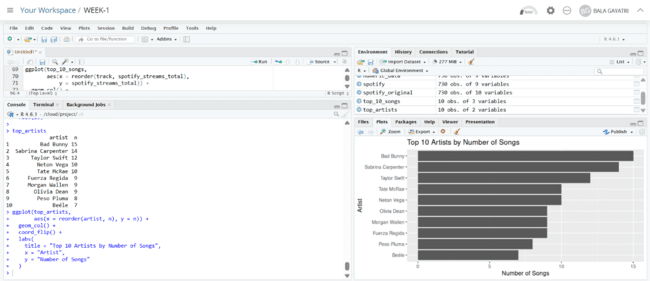 Your Workspace / WEEK-1
BALA GAYATRI
File Edit Code View Plots Session Build Debug Profile Tools Help
Go to file/function
Addins
R 4.6.1
Untitled1*
Run
Source
69 ggplot(top_10_songs,
70 aes(x = reorder(track, spotify_streams_total),
71 y = spotify_streams_total)) +
(Top Level)
R Script
Console Terminal Background Jobs
R 4.6.1 · /cloud/project/
>
top_artists
artist n
1 Bad Bunny 15
2 Sabrina Carpenter 14
3 Taylor Swift 12
4 Neton Vega 10
5 Tate McRae 10
6 Fuerza Regida 9
7 Morgan Wallen 9
8 Olivia Dean 9
9 Peso Pluma 8
10 Beéle 7
> ggplot(top_artists,
+ aes(x = reorder(artist, n), y = n)) +
+ geom_col() +
+ coord_flip() +
+ labs(
+ title = "Top 10 Artists by Number of Songs",
+ x = "Artist",
+ y = "Number of Songs"
+ )
>
Environment History Connections Tutorial
Import Dataset
277 MiB
List
R
Global Environment
numeric_data
spotify 730 obs. of 9 variables
spotify_original 730 obs. of 10 variables
top_10_songs 10 obs. of 3 variables
top_artists 10 obs. of 2 variables
Files Plots Packages Help Viewer Presentation
Zoom Export
Publish
Top 10 Artists by Number of Songs
Bad Bunny
Sabrina Carpenter
Taylor Swift
Tate McRae
Neton Vega
Olivia Dean
Morgan Wallen
Fuerza Regida
Peso Pluma
Beéle
Artist
0 5 10 15
Number of Songs